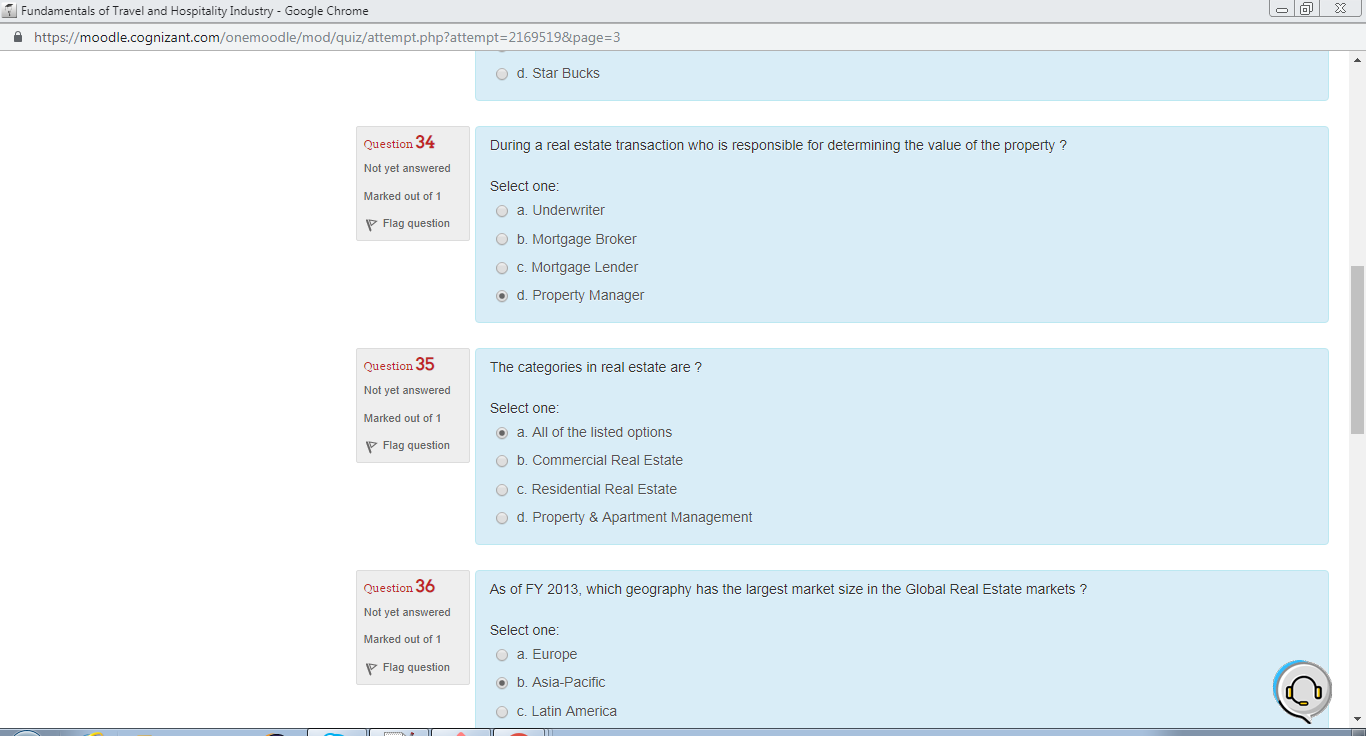 Fundamentals of Travel and Hospitality Industry - Google Chrome
https://moodle.cognizant.com/onemoodle/mod/quiz/attempt.php?attempt=2169519&page=3
d. Star Bucks
Question 34
Not yet answered
Marked out of 1
Flag question
During a real estate transaction who is responsible for determining the value of the property ?
Select one:
a. Underwriter
b. Mortgage Broker
c. Mortgage Lender
d. Property Manager
Question 35
Not yet answered
Marked out of 1
Flag question
The categories in real estate are ?
Select one:
a. All of the listed options
b. Commercial Real Estate
c. Residential Real Estate
d. Property & Apartment Management
Question 36
Not yet answered
Marked out of 1
Flag question
As of FY 2013, which geography has the largest market size in the Global Real Estate markets ?
Select one:
a. Europe
b. Asia-Pacific
c. Latin America